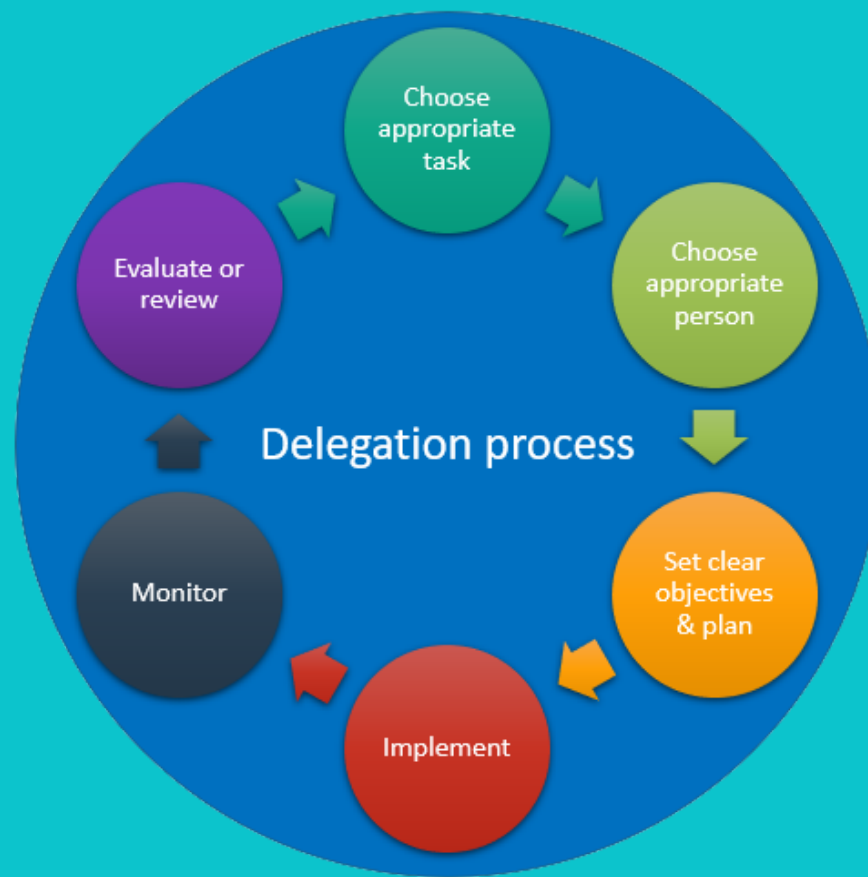 Choose
appropriate
task
Choose
appropriate
person
Set clear
objectives
& plan
Implement
Monitor
Evaluate or
review
Delegation process